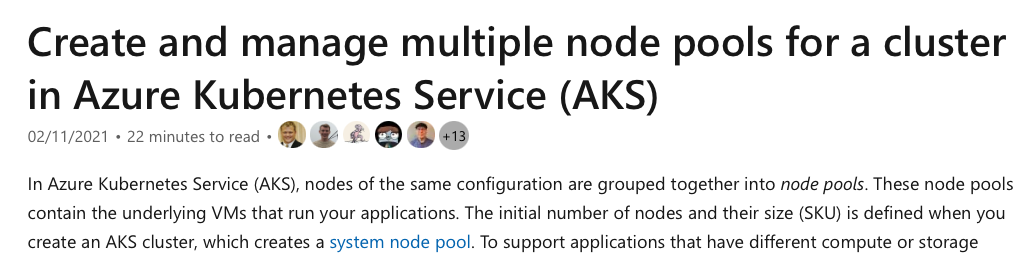 Create and manage multiple node pools for a cluster
in Azure Kubernetes Service (AKS)
02/11/2021 • 22 minutes to read • +13
In Azure Kubernetes Service (AKS), nodes of the same configuration are grouped together into node pools. These node pools
contain the underlying VMs that run your applications. The initial number of nodes and their size (SKU) is defined when you
create an AKS cluster, which creates a system node pool. To support applications that have different compute or storage